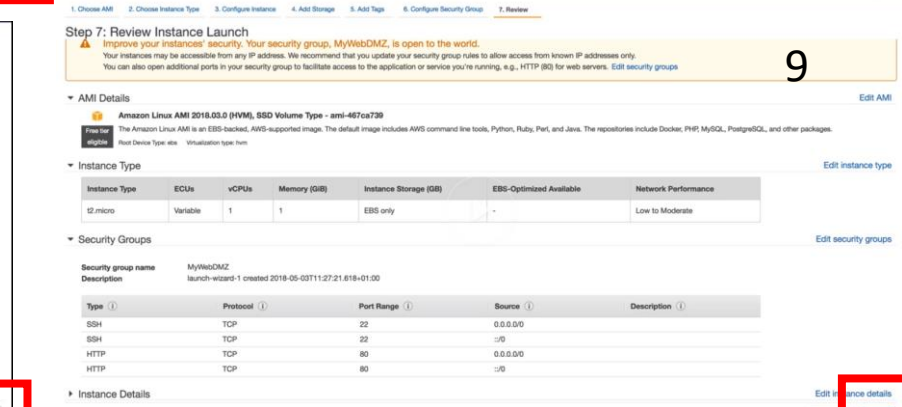 1. Choose AMI 2. Choose Instance Type 3. Configure Instance 4. Add Storage 5. Add Tags 6. Configure Security Group 7. Review
Step 7: Review Instance Launch
Improve your instances' security. Your security group, MyWebDMZ, is open to the world.
Your instances may be accessible from any IP address. We recommend that you update your security group rules to allow access from known IP addresses only.
You can also open additional ports in your security group to facilitate access to the application or service you're running, e.g., HTTP (80) for web servers. Edit security groups
9
AMI Details Edit AMI
Amazon Linux AMI 2018.03.0 (HVM), SSD Volume Type - ami-467ca739
Free tier eligible
The Amazon Linux AMI is an EBS-backed, AWS-supported image. The default image includes AWS command line tools, Python, Ruby, Perl, and Java. The repositories include Docker, PHP, MySQL, PostgreSQL, and other packages.
Root Device Type: ebs Virtualization type: hvm
Instance Type Edit instance type
Instance Type ECUs vCPUs Memory (GiB) Instance Storage (GB) EBS-Optimized Available Network Performance
t2.micro Variable 1 1 EBS only - Low to Moderate
Security Groups Edit security groups
Security group name MyWebDMZ
Description launch-wizard-1 created 2018-05-03T11:27:21.618+01:00
Type Protocol Port Range Source Description
SSH TCP 22 0.0.0.0/0
SSH TCP 22 ::/0
HTTP TCP 80 0.0.0.0/0
HTTP TCP 80 ::/0
Instance Details Edit instance details